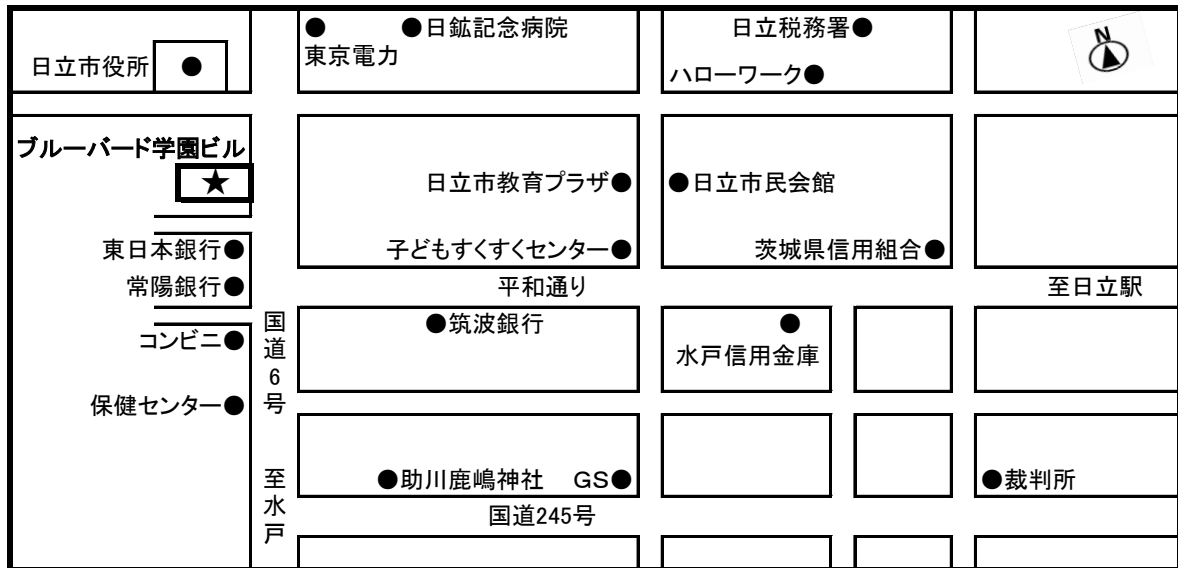 ●　●日鉱記念病院
東京電力
日立税務署●
ハローワーク●
N
日立市役所　●
ブルーバード学園ビル
★
日立市教育プラザ●
●日立市民会館
東日本銀行●
子どもすくすくセンター●
茨城県信用組合●
常陽銀行●
平和通り
至日立駅
コンビニ●
国道6号
●筑波銀行
●
水戸信用金庫
保健センター●
至水戸
●助川鹿嶋神社　GS●
●裁判所
国道245号